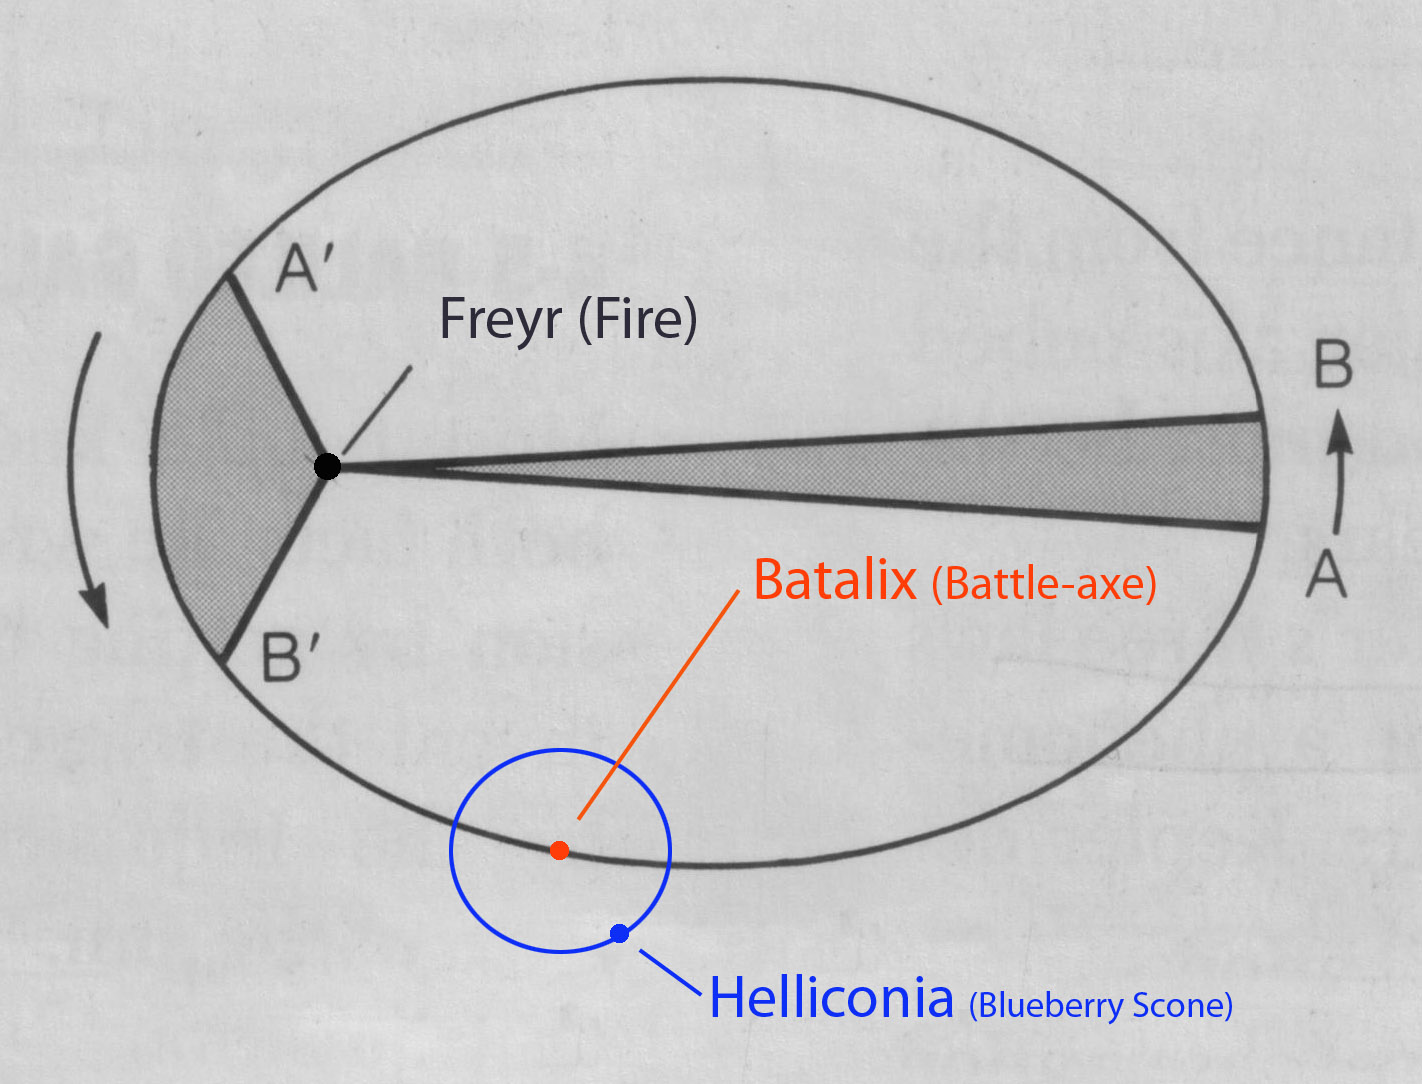 A′
Freyr (Fire)
B
A
Batalix (Battle-axe)
B′
Helliconia (Blueberry Scone)